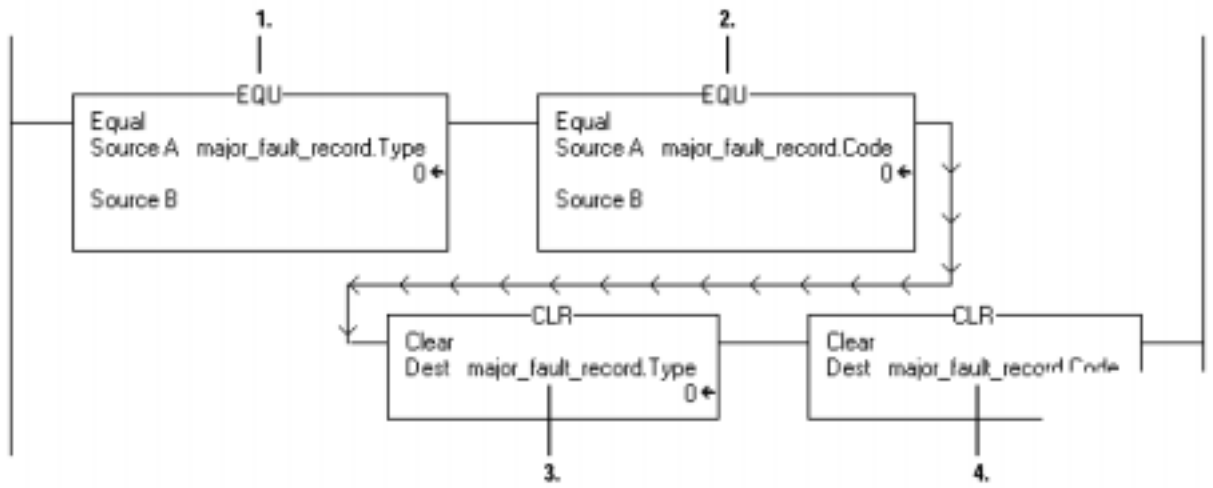 1. 2.
EQU EQU
Equal Equal
Source A major_fault_record.Type Source A major_fault_record.Code
0 0
Source B Source B
CLR CLR
Clear Clear
Dest major_fault_record.Type Dest major_fault_record.Code
0
3. 4.